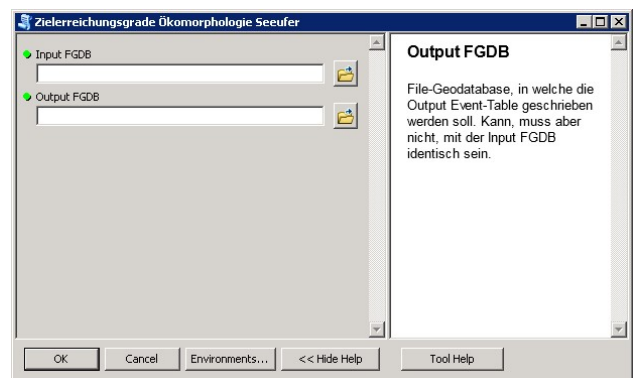 Zielerreichungsgrade Ökomorphologie Seeufer
Input FGDB
Output FGDB
Output FGDB
File-Geodatabase, in welche die
Output Event-Table geschrieben
werden soll. Kann, muss aber
nicht, mit der Input FGDB
identisch sein.
OK
Cancel
Environments...
<< Hide Help
Tool Help